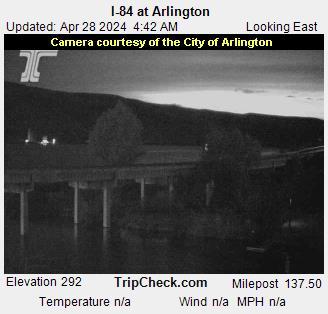 I-84 at Arlington
Updated: Apr 28 2024 4:42 AM Looking East
Camera courtesy of the City of Arlington
Elevation 292 TripCheck.com Milepost 137.50
Temperature n/a Wind n/a MPH n/a